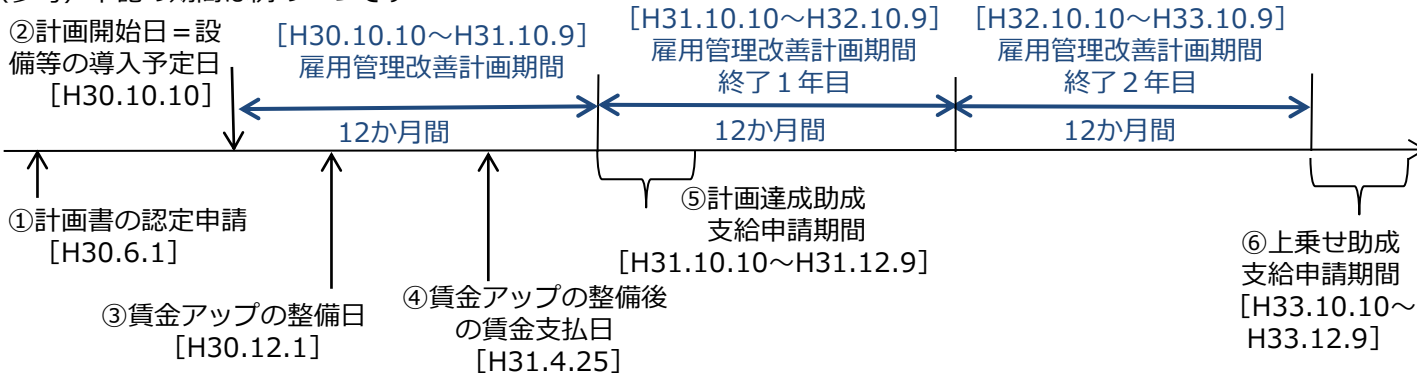 ②計画開始日＝設
備等の導入予定日
[H30.10.10]
[H30.10.10～H31.10.9]
雇用管理改善計画期間
12か月間
[H31.10.10～H32.10.9]
雇用管理改善計画期間
終了１年目
12か月間
[H32.10.10～H33.10.9]
雇用管理改善計画期間
終了２年目
12か月間
①計画書の認定申請
[H30.6.1]
③賃金アップの整備日
[H30.12.1]
④賃金アップの整備後
の賃金支払日
[H31.4.25]
⑤計画達成助成
支給申請期間
[H31.10.10～H31.12.9]
⑥上乗せ助成
支給申請期間
[H33.10.10～
H33.12.9]